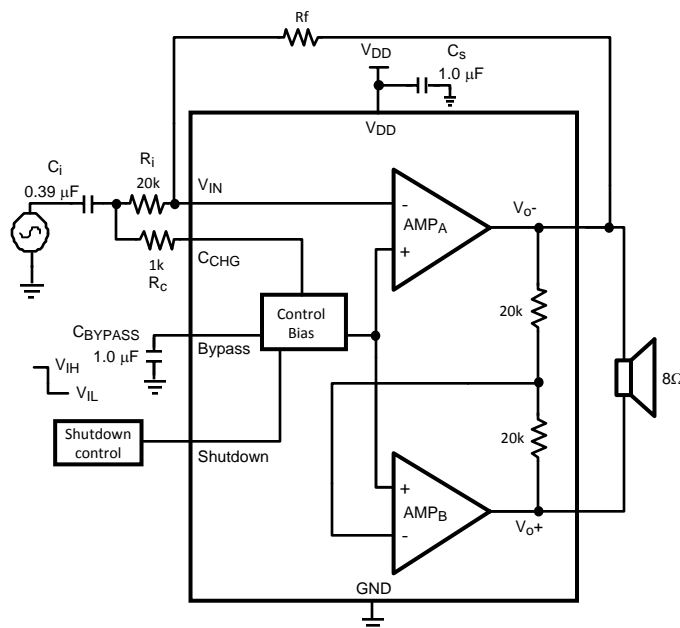 Rf
VDD
Cs
1.0 µF
VDD
Ci
0.39 µF
Ri
20k
VIN
1k
Rc
CCHG
-
+
AMPA
Vo-
20k
Control
Bias
CBYPASS
1.0 µF
Bypass
VIH
VIL
8Ω
20k
Shutdown
control
Shutdown
+
-
AMPB
Vo+
GND